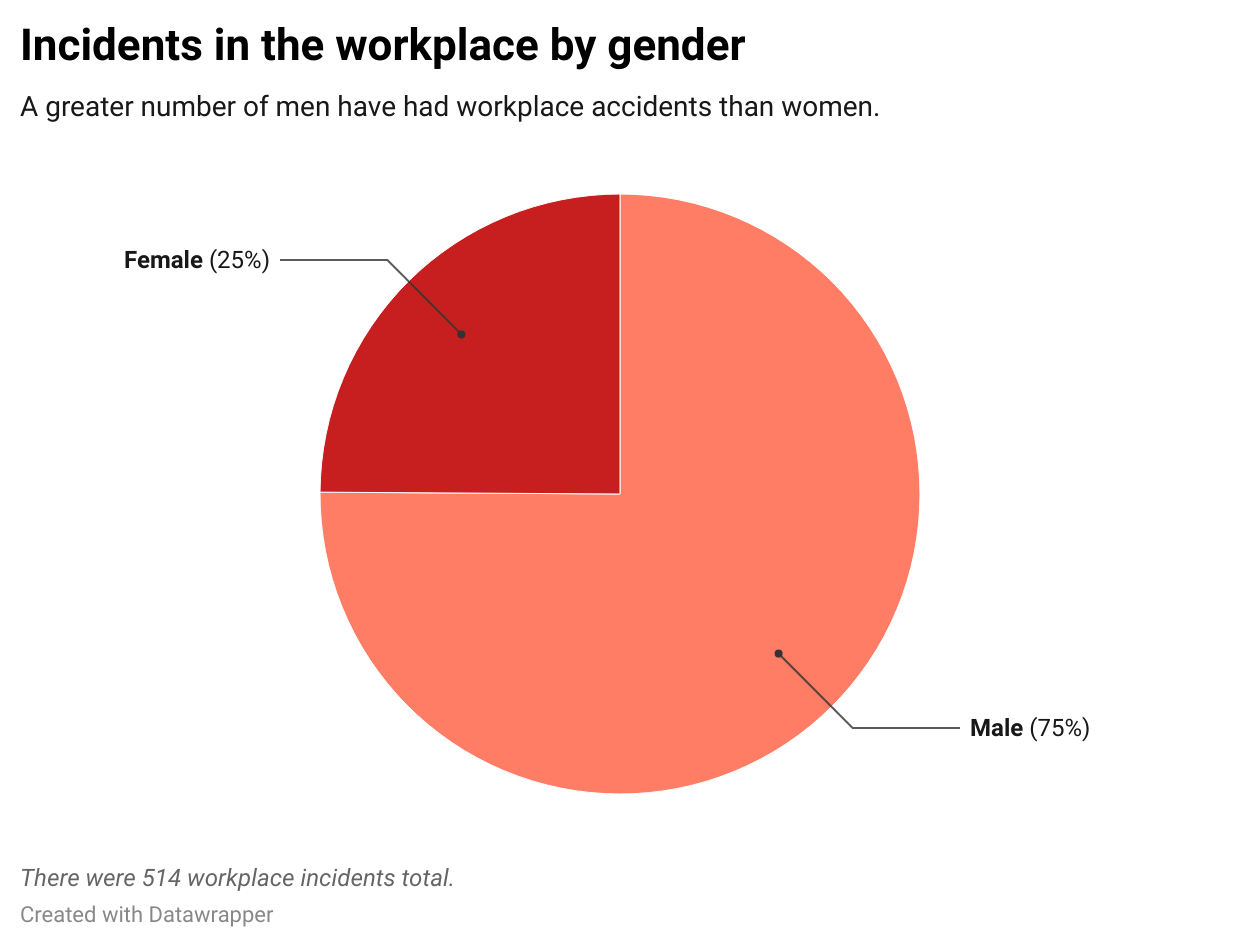 Incidents in the workplace by gender
A greater number of men have had workplace accidents than women.
Female (25%)
Male (75%)
There were 514 workplace incidents total.
Created with Datawrapper